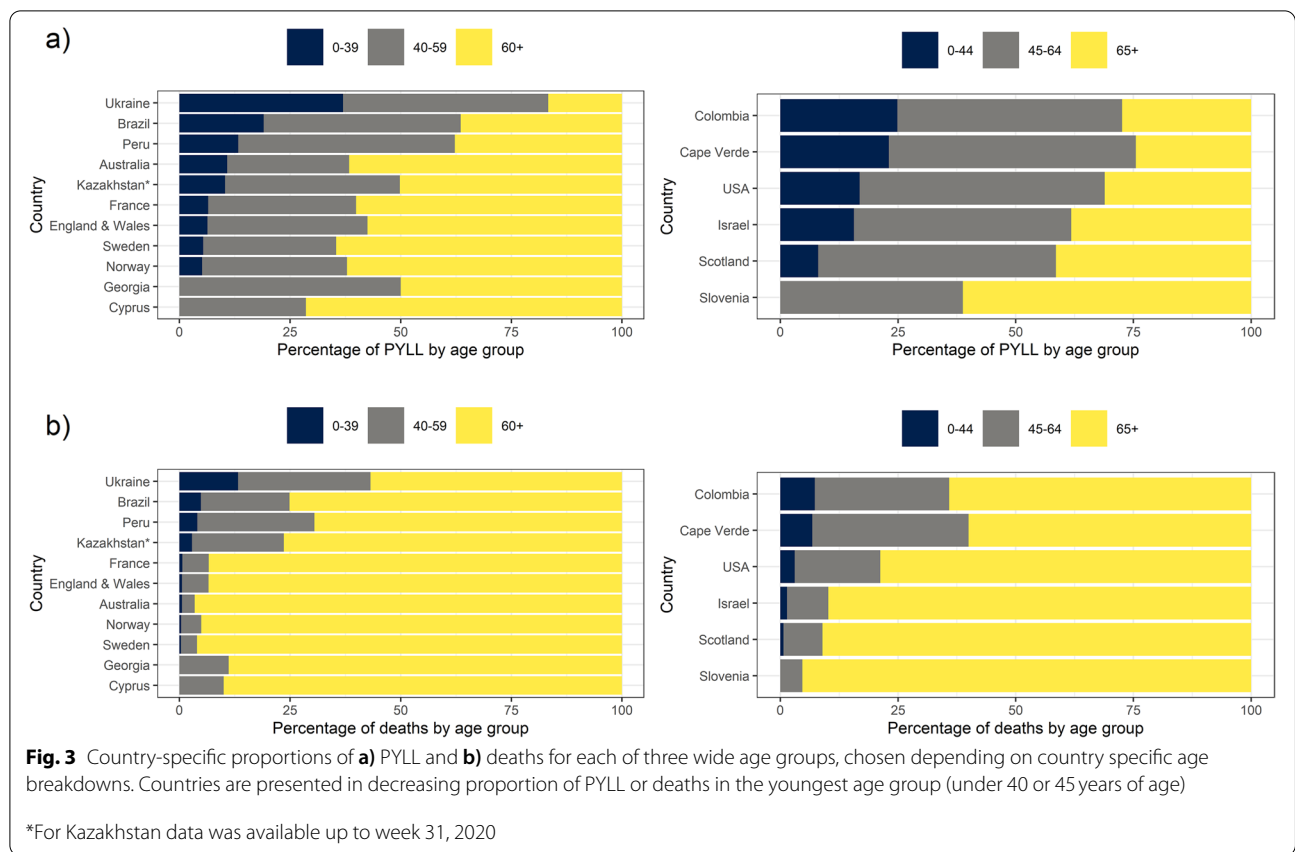 a)
0-39 40-59 60+
Country
Ukraine
Brazil
Peru
Australia
Kazakhstan*
France
England & Wales
Sweden
Norway
Georgia
Cyprus
0 25 50 75 100
Percentage of PYLL by age group
0-44 45-64 65+
Country
Colombia
Cape Verde
USA
Israel
Scotland
Slovenia
0 25 50 75 100
Percentage of PYLL by age group
b)
0-39 40-59 60+
Country
Ukraine
Brazil
Peru
Kazakhstan*
France
England & Wales
Australia
Norway
Sweden
Georgia
Cyprus
0 25 50 75 100
Percentage of deaths by age group
0-44 45-64 65+
Country
Colombia
Cape Verde
USA
Israel
Scotland
Slovenia
0 25 50 75 100
Percentage of deaths by age group
Fig. 3 Country-specific proportions of a) PYLL and b) deaths for each of three wide age groups, chosen depending on country specific age
breakdowns. Countries are presented in decreasing proportion of PYLL or deaths in the youngest age group (under 40 or 45 years of age)
*For Kazakhstan data was available up to week 31, 2020